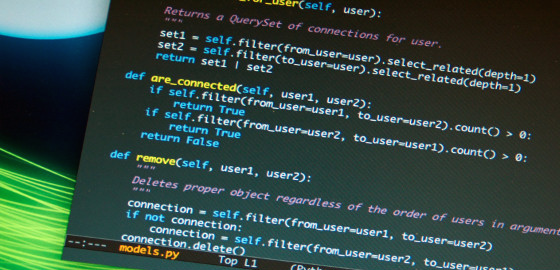 _for_user(self, user):
"""
Returns a QuerySet of connections for user.
"""
set1 = self.filter(from_user=user).select_related(depth=1)
set2 = self.filter(to_user=user).select_related(depth=1)
return set1 | set2
def are_connected(self, user1, user2):
if self.filter(from_user=user1, to_user=user2).count() > 0:
return True
if self.filter(from_user=user2, to_user=user1).count() > 0:
return True
return False
def remove(self, user1, user2):
"""
Deletes proper object regardless of the order of users in argument
"""
connection = self.filter(from_user=user1, to_user=user2)
if not connection:
connection = self.filter(from_user=user2, to_user=user1)
connection.delete()
--:--- models.py Top L1 (Pyth